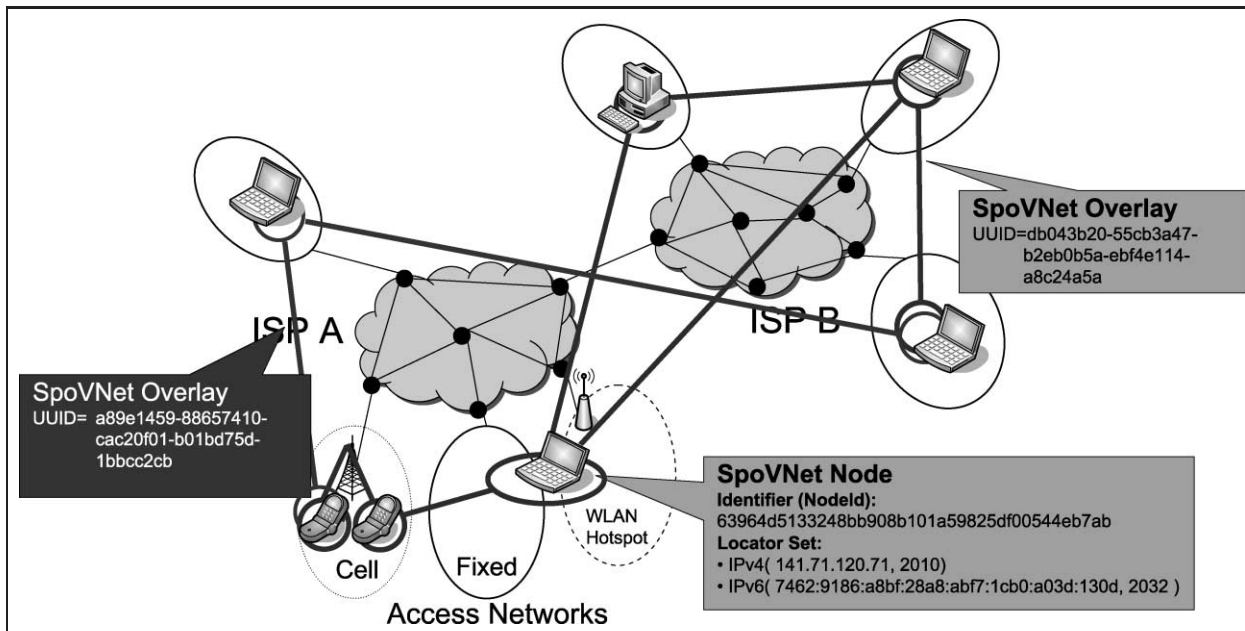 SpoVNet Overlay
UUID=db043b20-55cb3a47-
b2eb0b5a-ebf4e114-
a8c24a5a
ISP A
ISP B
SpoVNet Overlay
UUID= a89e1459-88657410-
cac20f01-b01bd75d-
1bbcc2cb
SpoVNet Node
Identifier (NodeId):
63964d5133248bb908b101a59825df00544eb7ab
Locator Set:
• IPv4( 141.71.120.71, 2010)
• IPv6( 7462:9186:a8bf:28a8:abf7:1cb0:a03d:130d, 2032 )
WLAN
Hotspot
Cell
Fixed
Access Networks